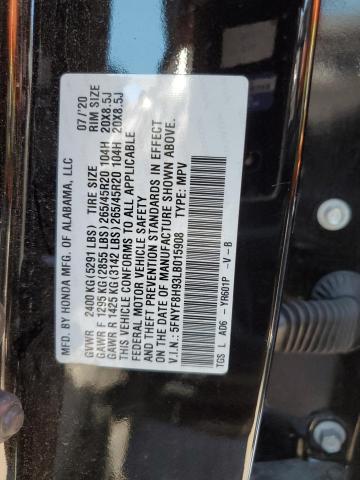 MFD. BY HONDA MFG. OF ALABAMA, LLC 07/'20
GVWR 2400 KG(5291 LBS) TIRE SIZE RIM SIZE
GAWR F 1295 KG(2855 LBS) 265/45R20 104H 20X8.5J
GAWR R 1425 KG(3142 LBS) 265/45R20 104H 20X8.5J
THIS VEHICLE CONFORMS TO ALL APPLICABLE
FEDERAL MOTOR VEHICLE SAFETY
AND THEFT PREVENTION STANDARDS IN EFFECT
ON THE DATE OF MANUFACTURE SHOWN ABOVE.
V.I.N.: 5FNYF8H93LB015908 TYPE: MPV
TGS L A06 -YR601P -V-B